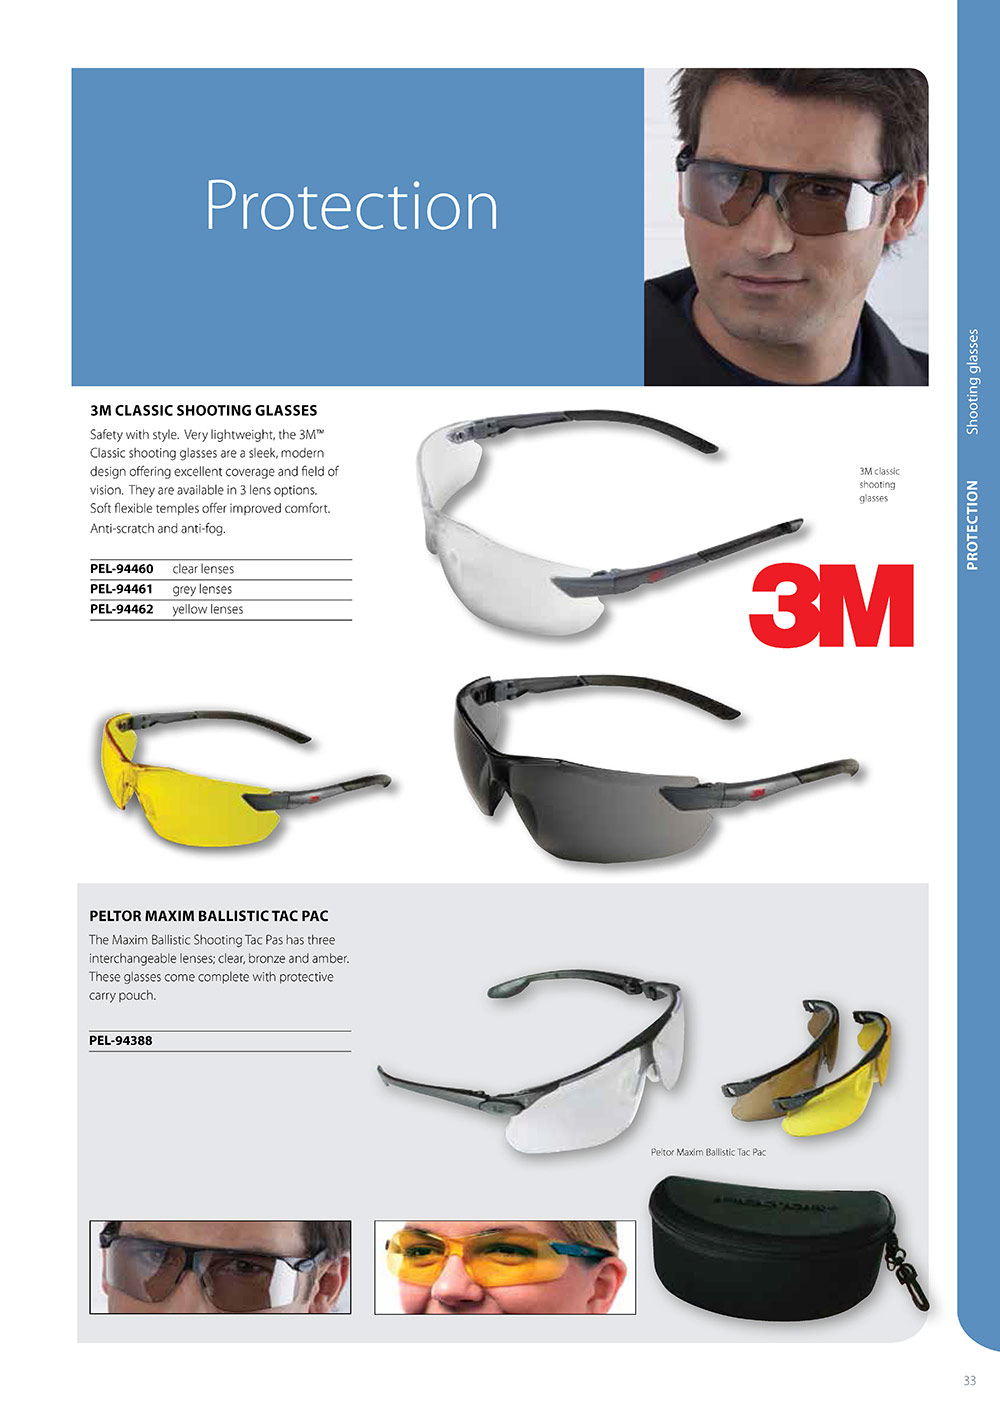 Protection
3M CLASSIC SHOOTING GLASSES
Safety with style. Very lightweight, the 3M™
Classic shooting glasses are a sleek, modern
design offering excellent coverage and field of
vision. They are available in 3 lens options.
Soft flexible temples offer improved comfort.
Anti-scratch and anti-fog.
PEL-94460 clear lenses
PEL-94461 grey lenses
PEL-94462 yellow lenses
3M classic
shooting
glasses
3M
3M
3M
3M
PELTOR MAXIM BALLISTIC TAC PAC
The Maxim Ballistic Shooting Tac Pas has three
interchangeable lenses; clear, bronze and amber.
These glasses come complete with protective
carry pouch.
PEL-94388
Peltor Maxim Ballistic Tac Pac
PROTECTION Shooting glasses
33